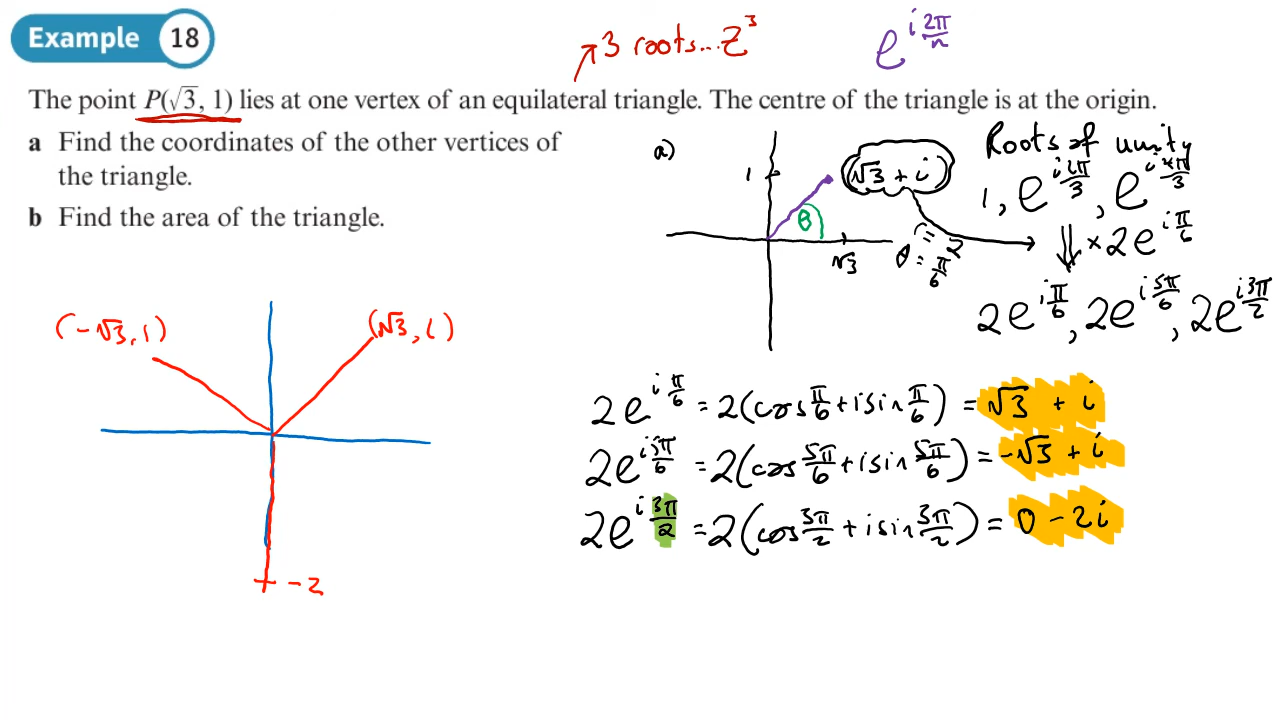 Example 18
3 roots... z³
e^(i 2π/n)
The point P(√3, 1) lies at one vertex of an equilateral triangle. The centre of the triangle is at the origin.
a Find the coordinates of the other vertices of
the triangle.
b Find the area of the triangle.
a)
1
√3 + i
θ
√3
r = 2
θ = π/6
Roots of unity
1, e^(i 2π/3), e^(i 4π/3)
⇓ × 2e^(i π/6)
2e^(i π/6), 2e^(i 5π/6), 2e^(i 3π/2)
(-√3, 1)
(√3, 1)
-2
2e^(i π/6) = 2(cos π/6 + i sin π/6) = √3 + i
2e^(i 5π/6) = 2(cos 5π/6 + i sin 5π/6) = -√3 + i
2e^(i 3π/2) = 2(cos 3π/2 + i sin 3π/2) = 0 - 2i